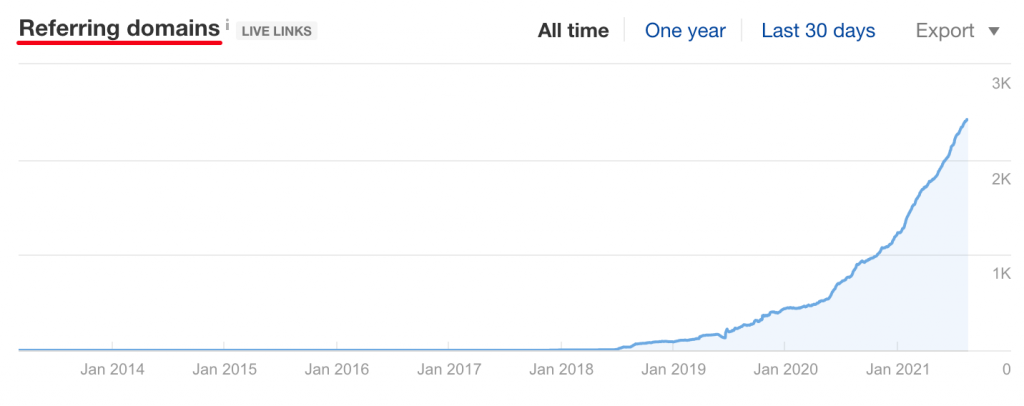 Referring domains i LIVE LINKS All time One year Last 30 days Export ▼
3K
2K
1K
Jan 2014 Jan 2015 Jan 2016 Jan 2017 Jan 2018 Jan 2019 Jan 2020 Jan 2021 0